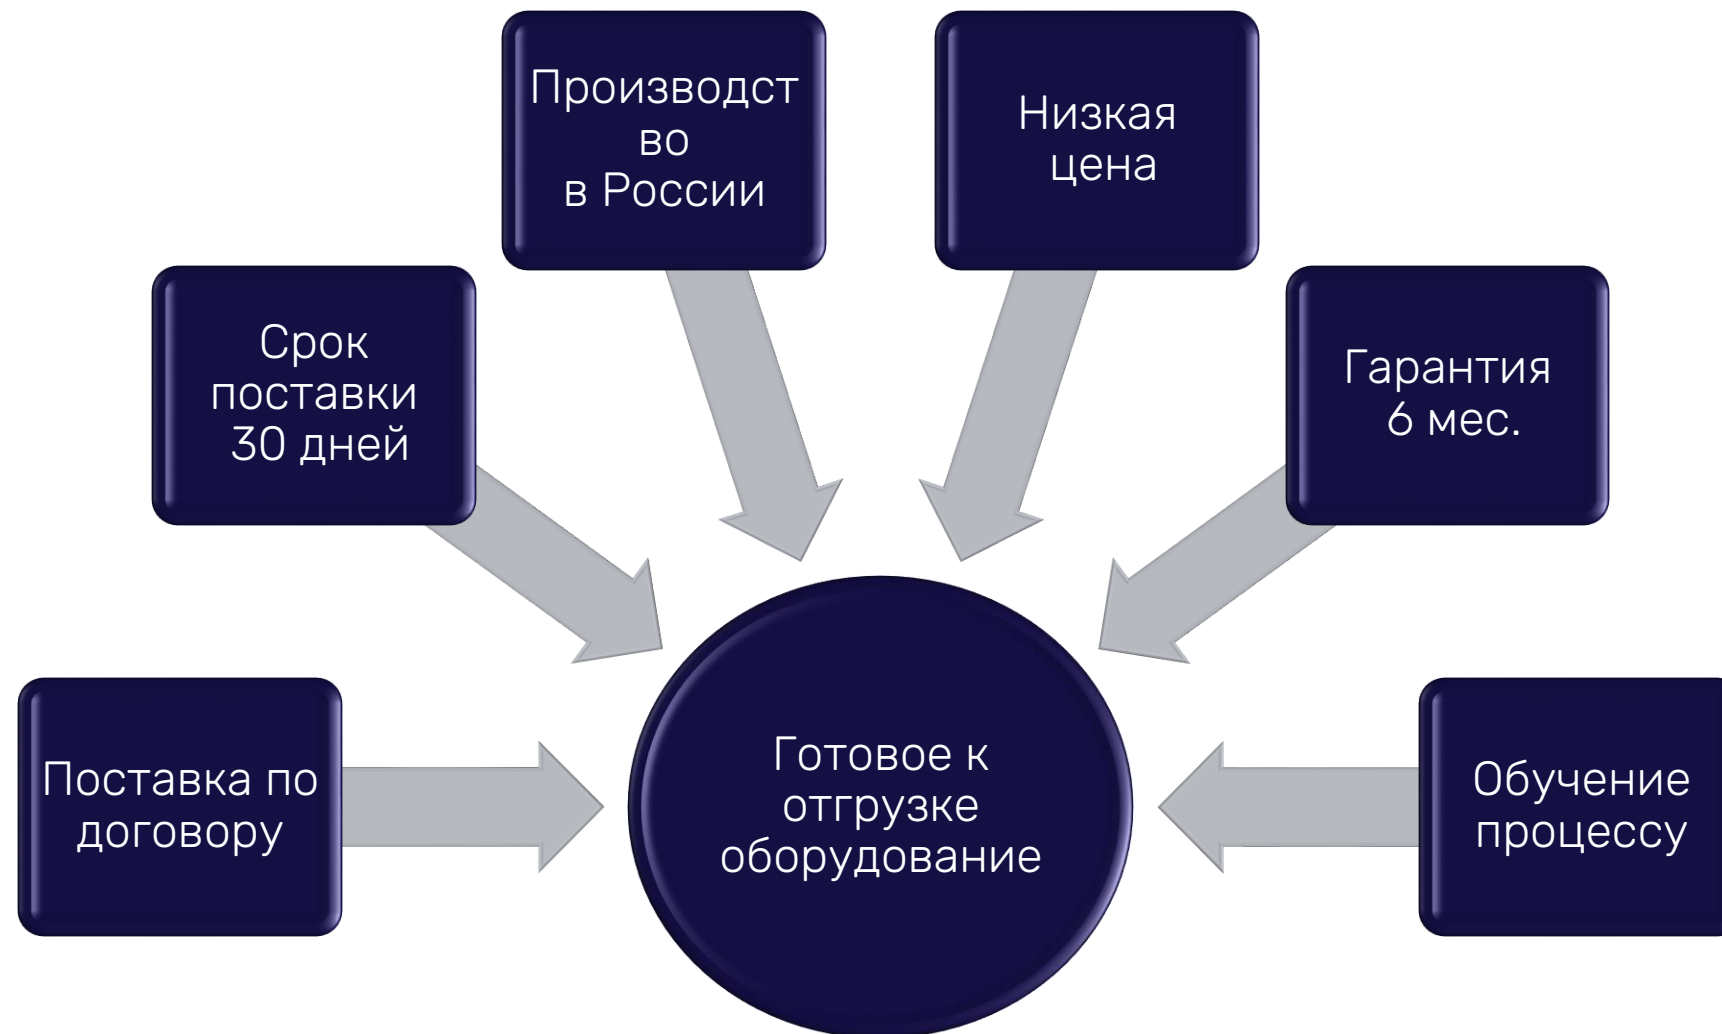 Поставка по
договору
Срок
поставки
30 дней
Производст
во
в России
Низкая
цена
Гарантия
6 мес.
Обучение
процессу
Готовое к
отгрузке
оборудование